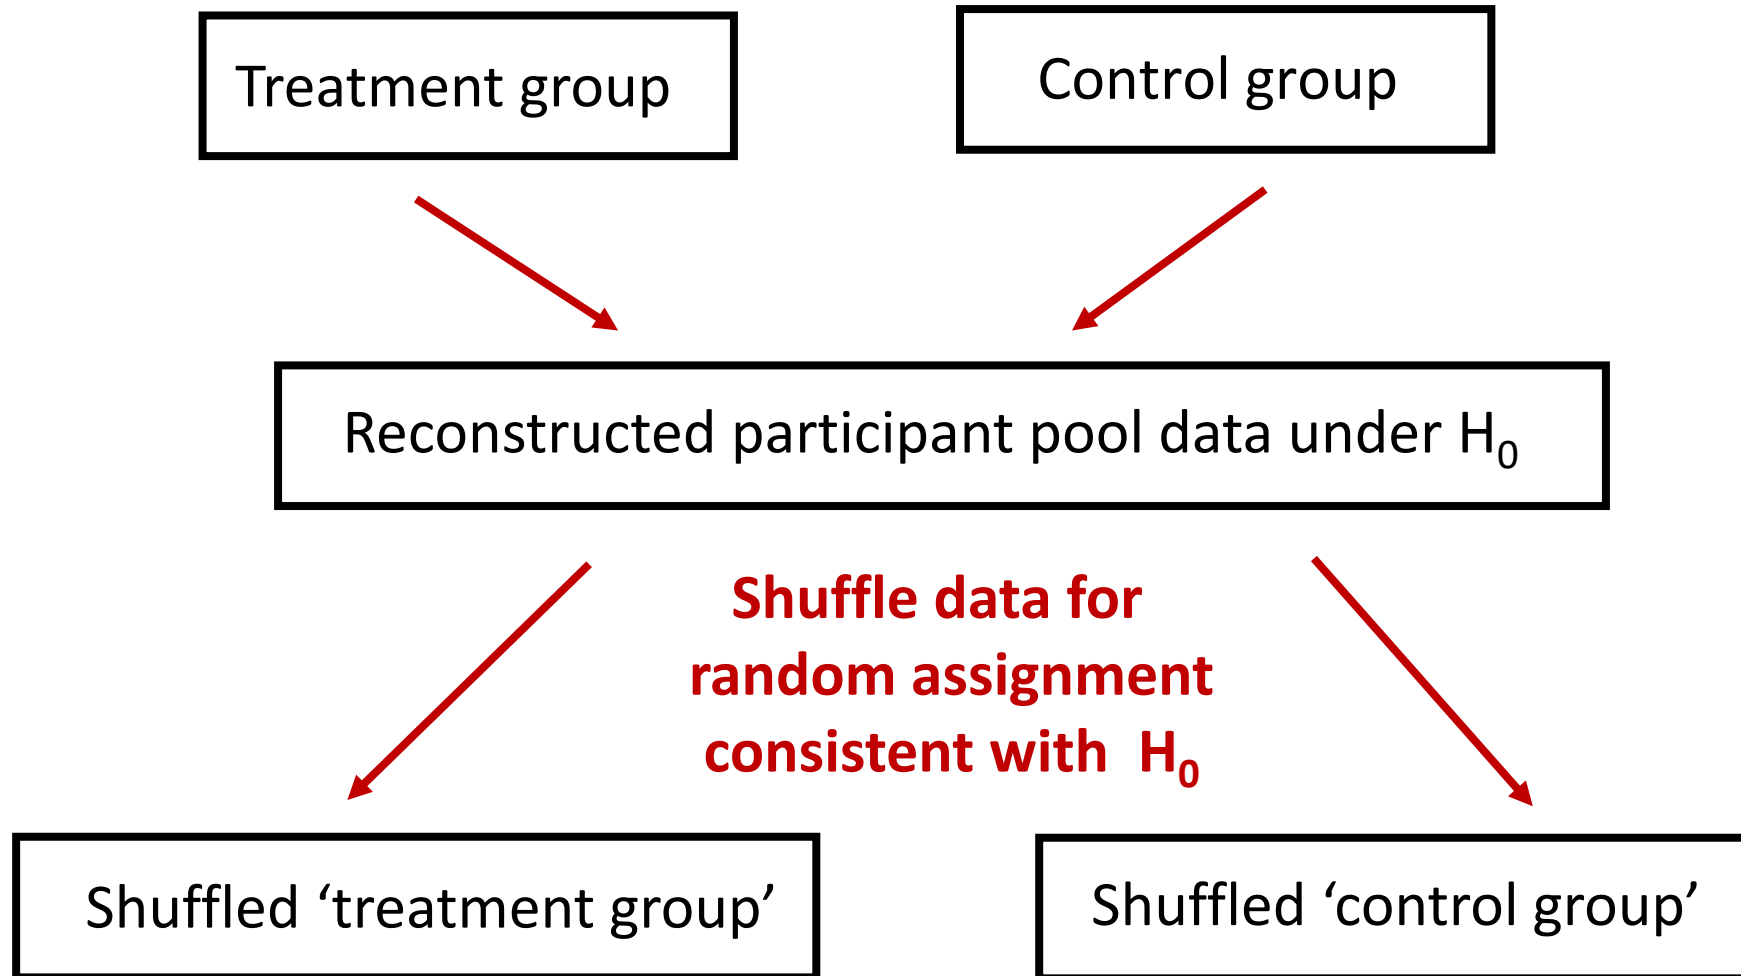 Treatment group
Control group
Reconstructed participant pool data under H₀
Shuffle data for
random assignment
consistent with H₀
Shuffled ‘treatment group’
Shuffled ‘control group’